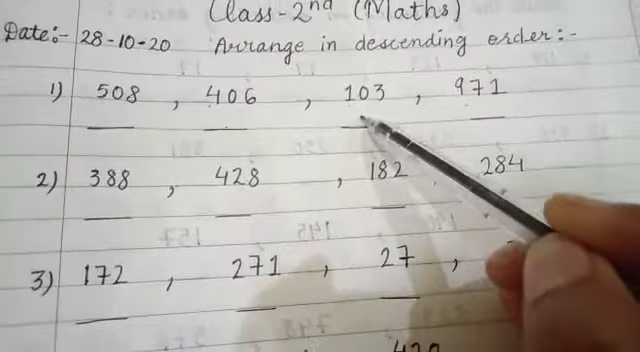 Class-2nd (Maths)
Date:- 28-10-20 Arrange in descending order:-
1) 508 , 406 , 103 , 971
2) 388 , 428 , 182 , 284
3) 172 , 271 , 27 ,